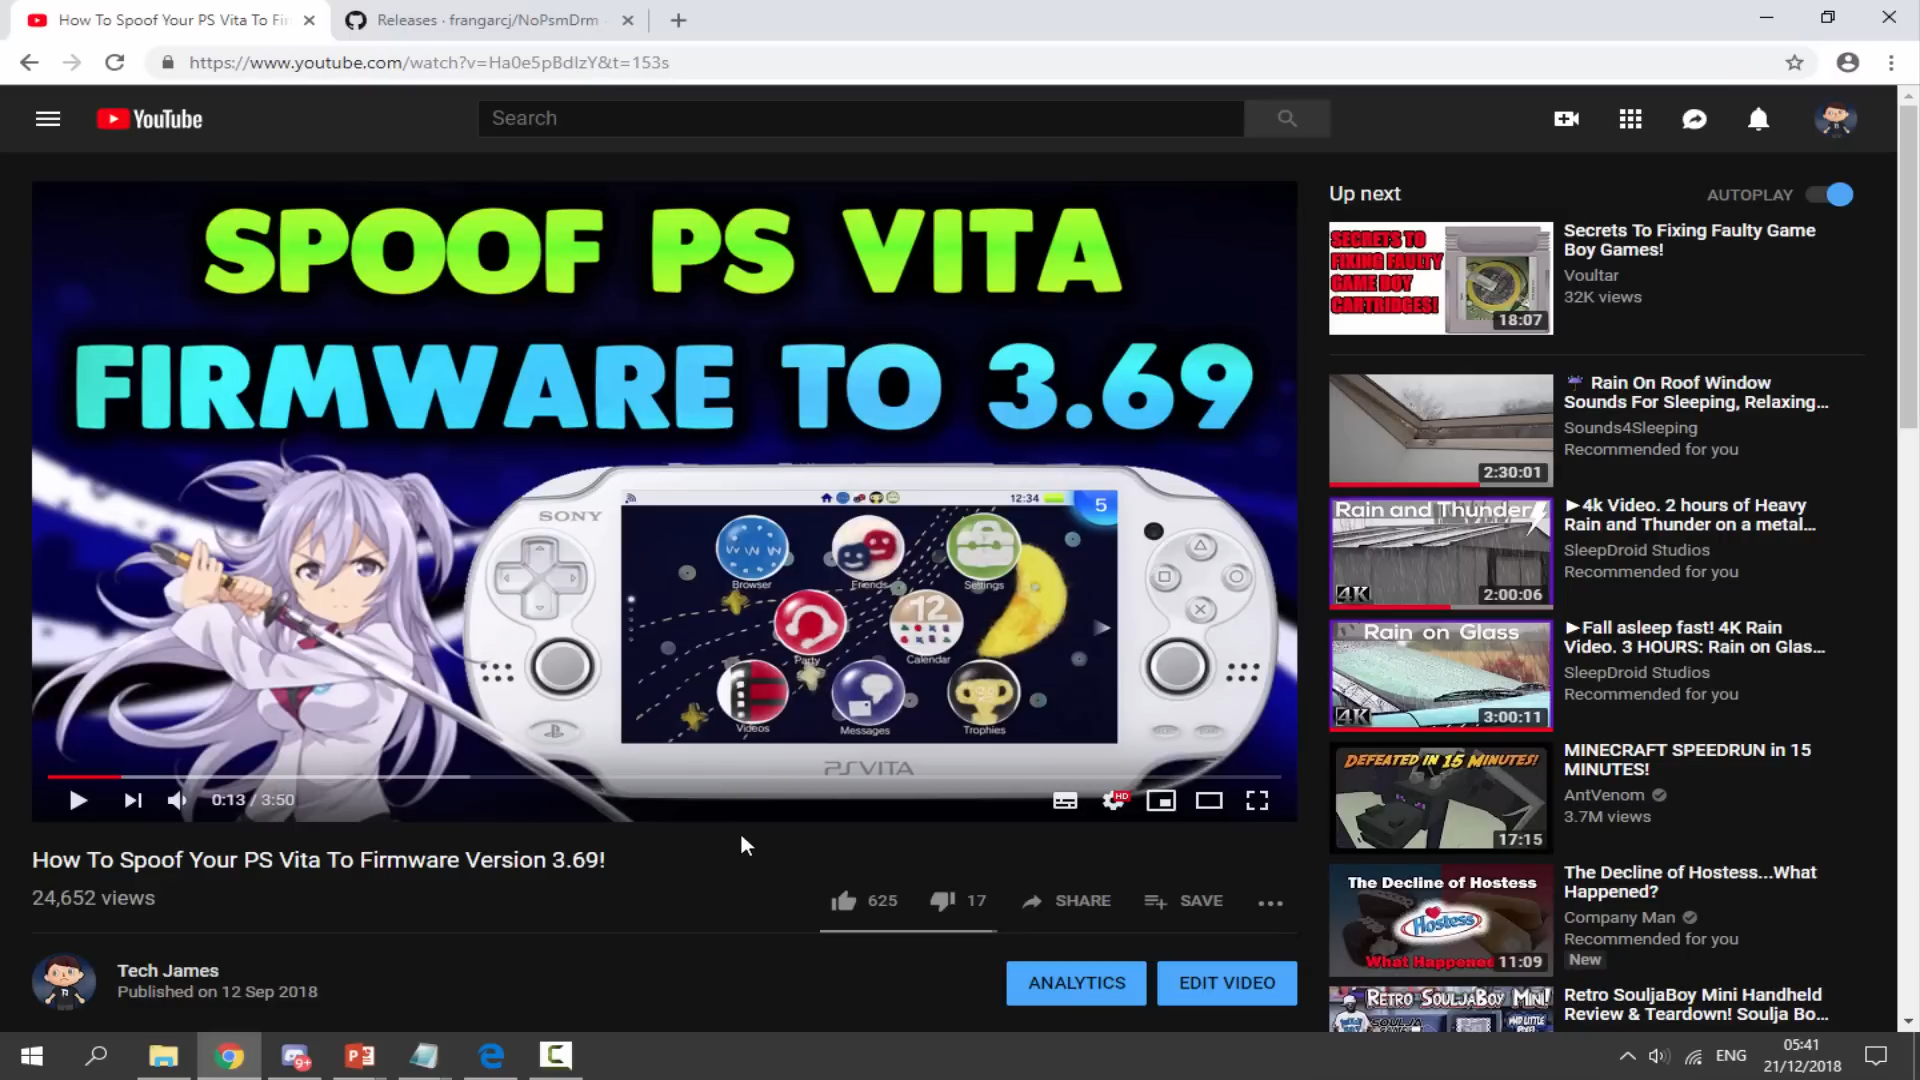 How To Spoof Your PS Vita To Fir
Releases · frangarcj/NoPsmDrm
https://www.youtube.com/watch?v=Ha0e5pBdIzY&t=153s
YouTube
Search
SPOOF PS VITA
FIRMWARE TO 3.69
SONY
12:34
5
Browser
Friends
Settings
12
Party
Calendar
Videos
Messages
Trophies
PSVITA
0:13 / 3:50
HD
How To Spoof Your PS Vita To Firmware Version 3.69!
24,652 views
625
17
SHARE
SAVE
Tech James
Published on 12 Sep 2018
ANALYTICS
EDIT VIDEO
Up next
AUTOPLAY
SECRETS TO
FIXING FAULTY
GAME BOY
CARTRIDGES!
18:07
Secrets To Fixing Faulty Game
Boy Games!
Voultar
32K views
2:30:01
Rain On Roof Window
Sounds For Sleeping, Relaxing...
Sounds4Sleeping
Recommended for you
Rain and Thunder
4K
2:00:06
►4k Video. 2 hours of Heavy
Rain and Thunder on a metal...
SleepDroid Studios
Recommended for you
Rain on Glass
4K
3:00:11
►Fall asleep fast! 4K Rain
Video. 3 HOURS: Rain on Glas...
SleepDroid Studios
Recommended for you
DEFEATED IN 15 MINUTES!
17:15
MINECRAFT SPEEDRUN in 15
MINUTES!
AntVenom
3.7M views
The Decline of Hostess
Hostess
What Happened
11:09
The Decline of Hostess...What
Happened?
Company Man
Recommended for you
New
RETRO SOULJABOY MINI!
Retro SouljaBoy Mini Handheld
Review & Teardown! Soulja Bo...
9+
ENG
05:41
21/12/2018